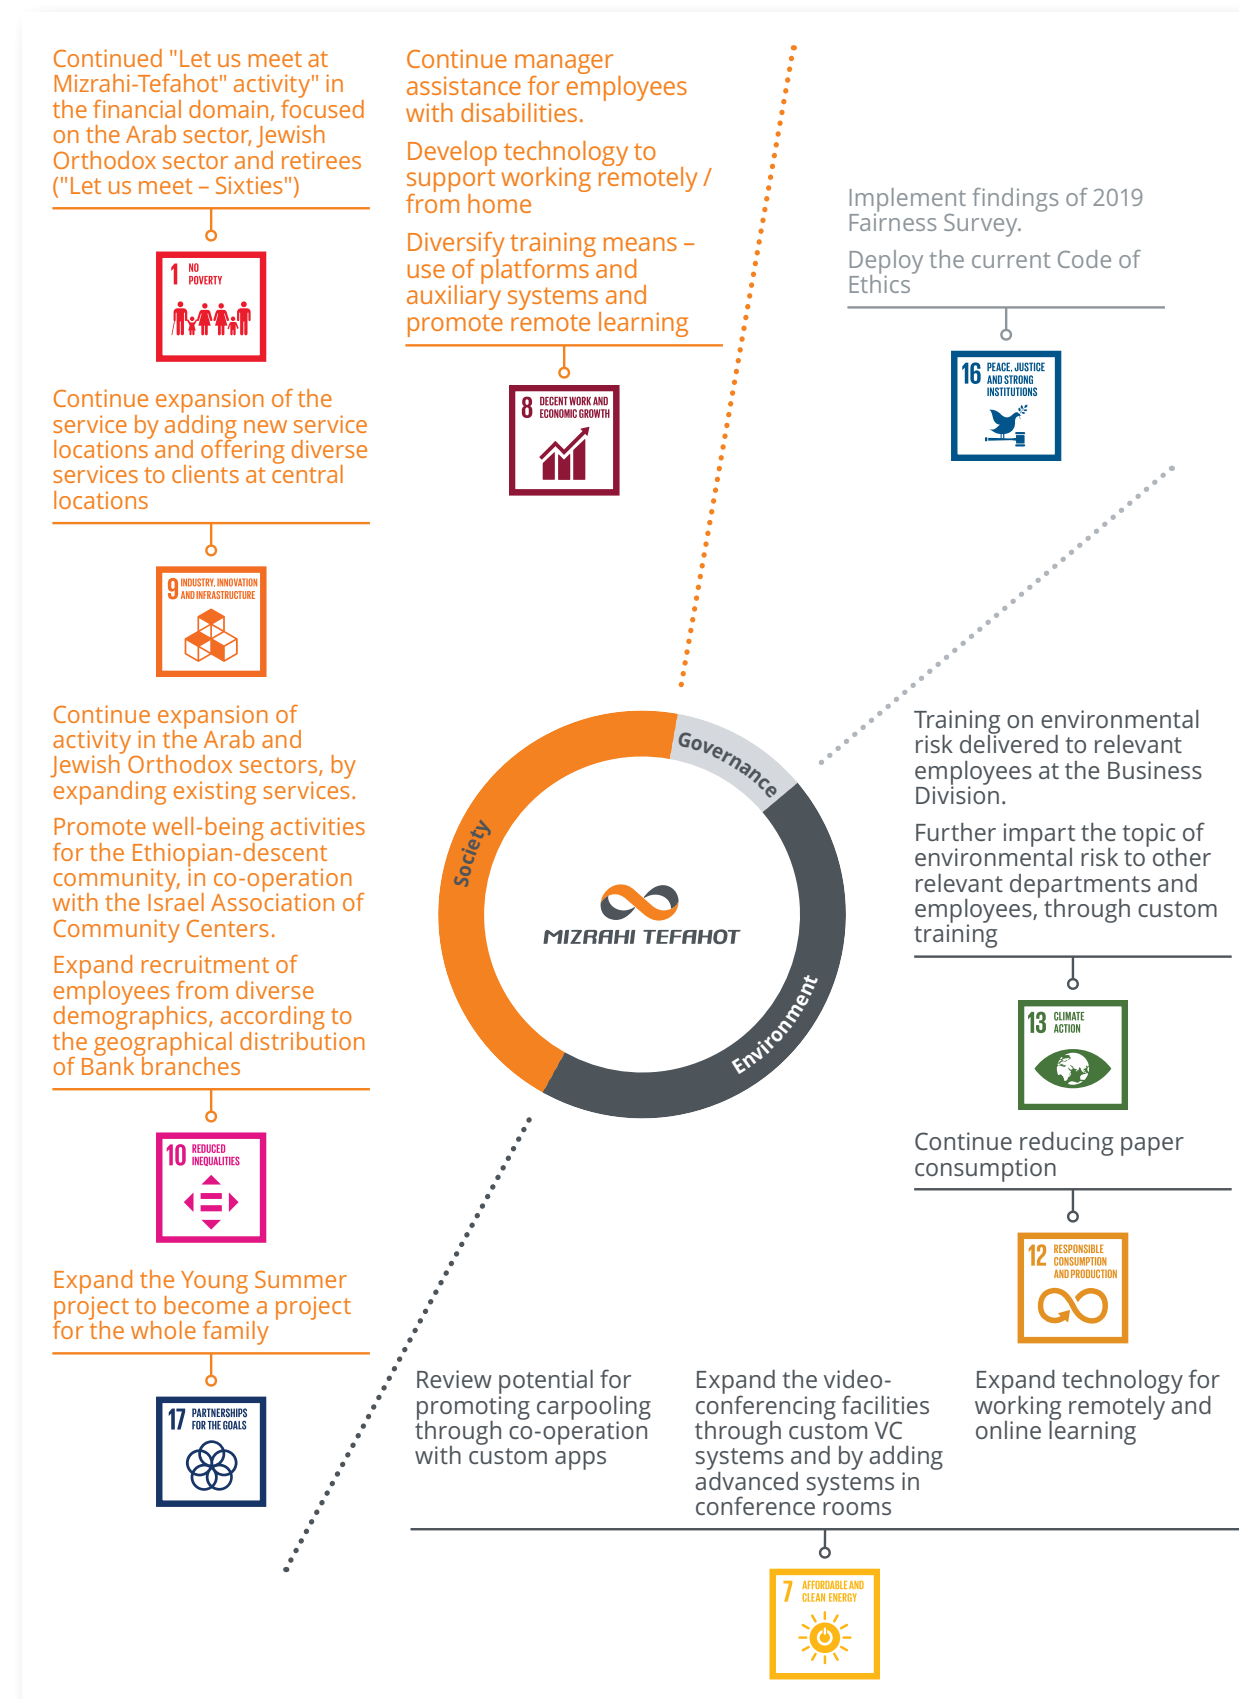 Continued "Let us meet at
Mizrahi-Tefahot" activity" in
the financial domain, focused
on the Arab sector, Jewish
Orthodox sector and retirees
("Let us meet – Sixties")
1 NO
POVERTY
Continue expansion of the
service by adding new service
locations and offering diverse
services to clients at central
locations
9 INDUSTRY, INNOVATION
AND INFRASTRUCTURE
Continue expansion of
activity in the Arab and
Jewish Orthodox sectors, by
expanding existing services.
Promote well-being activities
for the Ethiopian-descent
community, in co-operation
with the Israel Association of
Community Centers.
Expand recruitment of
employees from diverse
demographics, according to
the geographical distribution
of Bank branches
10 REDUCED
INEQUALITIES
Expand the Young Summer
project to become a project
for the whole family
17 PARTNERSHIPS
FOR THE GOALS
Continue manager
assistance for employees
with disabilities.
Develop technology to
support working remotely /
from home
Diversify training means –
use of platforms and
auxiliary systems and
promote remote learning
8 DECENT WORK AND
ECONOMIC GROWTH
Implement findings of 2019
Fairness Survey.
Deploy the current Code of
Ethics
16 PEACE, JUSTICE
AND STRONG
INSTITUTIONS
Society
Governance
Environment
MIZRAHI TEFAHOT
Training on environmental
risk delivered to relevant
employees at the Business
Division.
Further impart the topic of
environmental risk to other
relevant departments and
employees, through custom
training
13 CLIMATE
ACTION
Continue reducing paper
consumption
12 RESPONSIBLE
CONSUMPTION
AND PRODUCTION
Review potential for
promoting carpooling
through co-operation
with custom apps
Expand the video-
conferencing facilities
through custom VC
systems and by adding
advanced systems in
conference rooms
Expand technology for
working remotely and
online learning
7 AFFORDABLE AND
CLEAN ENERGY